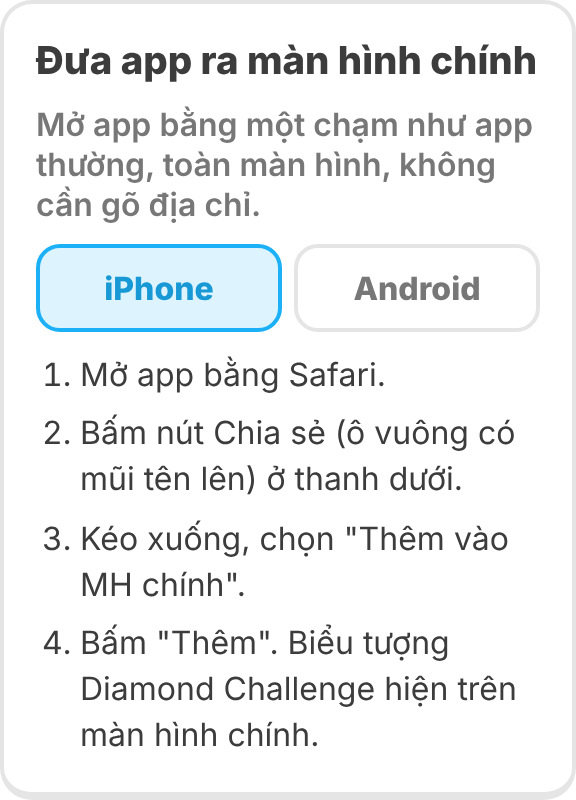 Đưa app ra màn hình chính
Mở app bằng một chạm như app
thường, toàn màn hình, không
cần gõ địa chỉ.
iPhone
Android
1. Mở app bằng Safari.
2. Bấm nút Chia sẻ (ô vuông có
mũi tên lên) ở thanh dưới.
3. Kéo xuống, chọn "Thêm vào
MH chính".
4. Bấm "Thêm". Biểu tượng
Diamond Challenge hiện trên
màn hình chính.